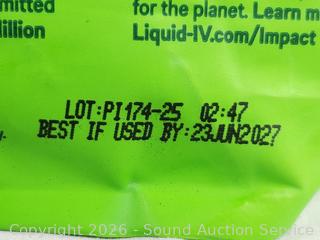 mitted
illion
for the planet. Learn m
Liquid-IV.com/Impact
LOT:PI174-25 02:47
BEST IF USED BY:23JUN2027
Copyright 2026 - Sound Auction Service